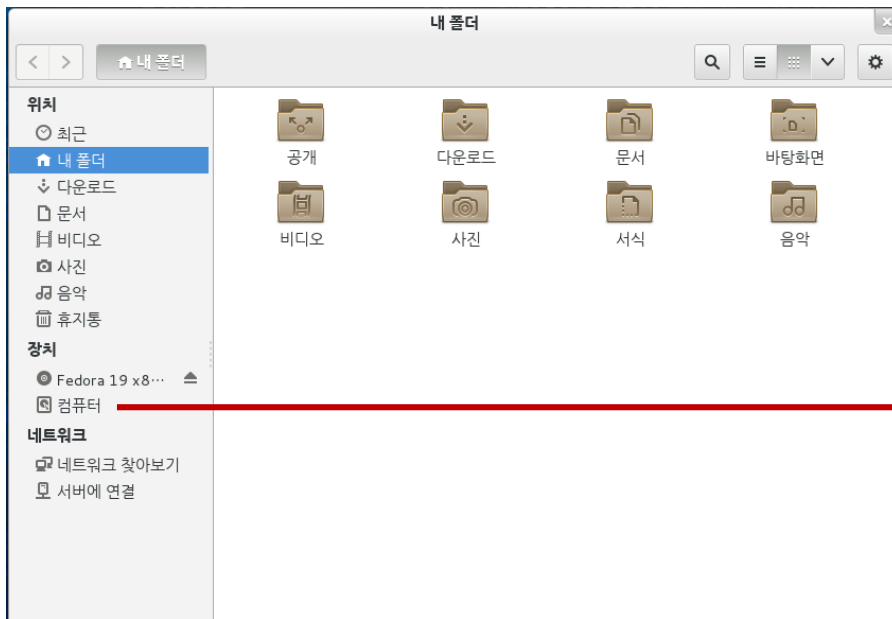 내 폴더
내 폴더
위치
최근
내 폴더
다운로드
문서
비디오
사진
음악
휴지통
장치
Fedora 19 x8…
컴퓨터
네트워크
네트워크 찾아보기
서버에 연결
공개 다운로드 문서 바탕화면
비디오 사진 서식 음악